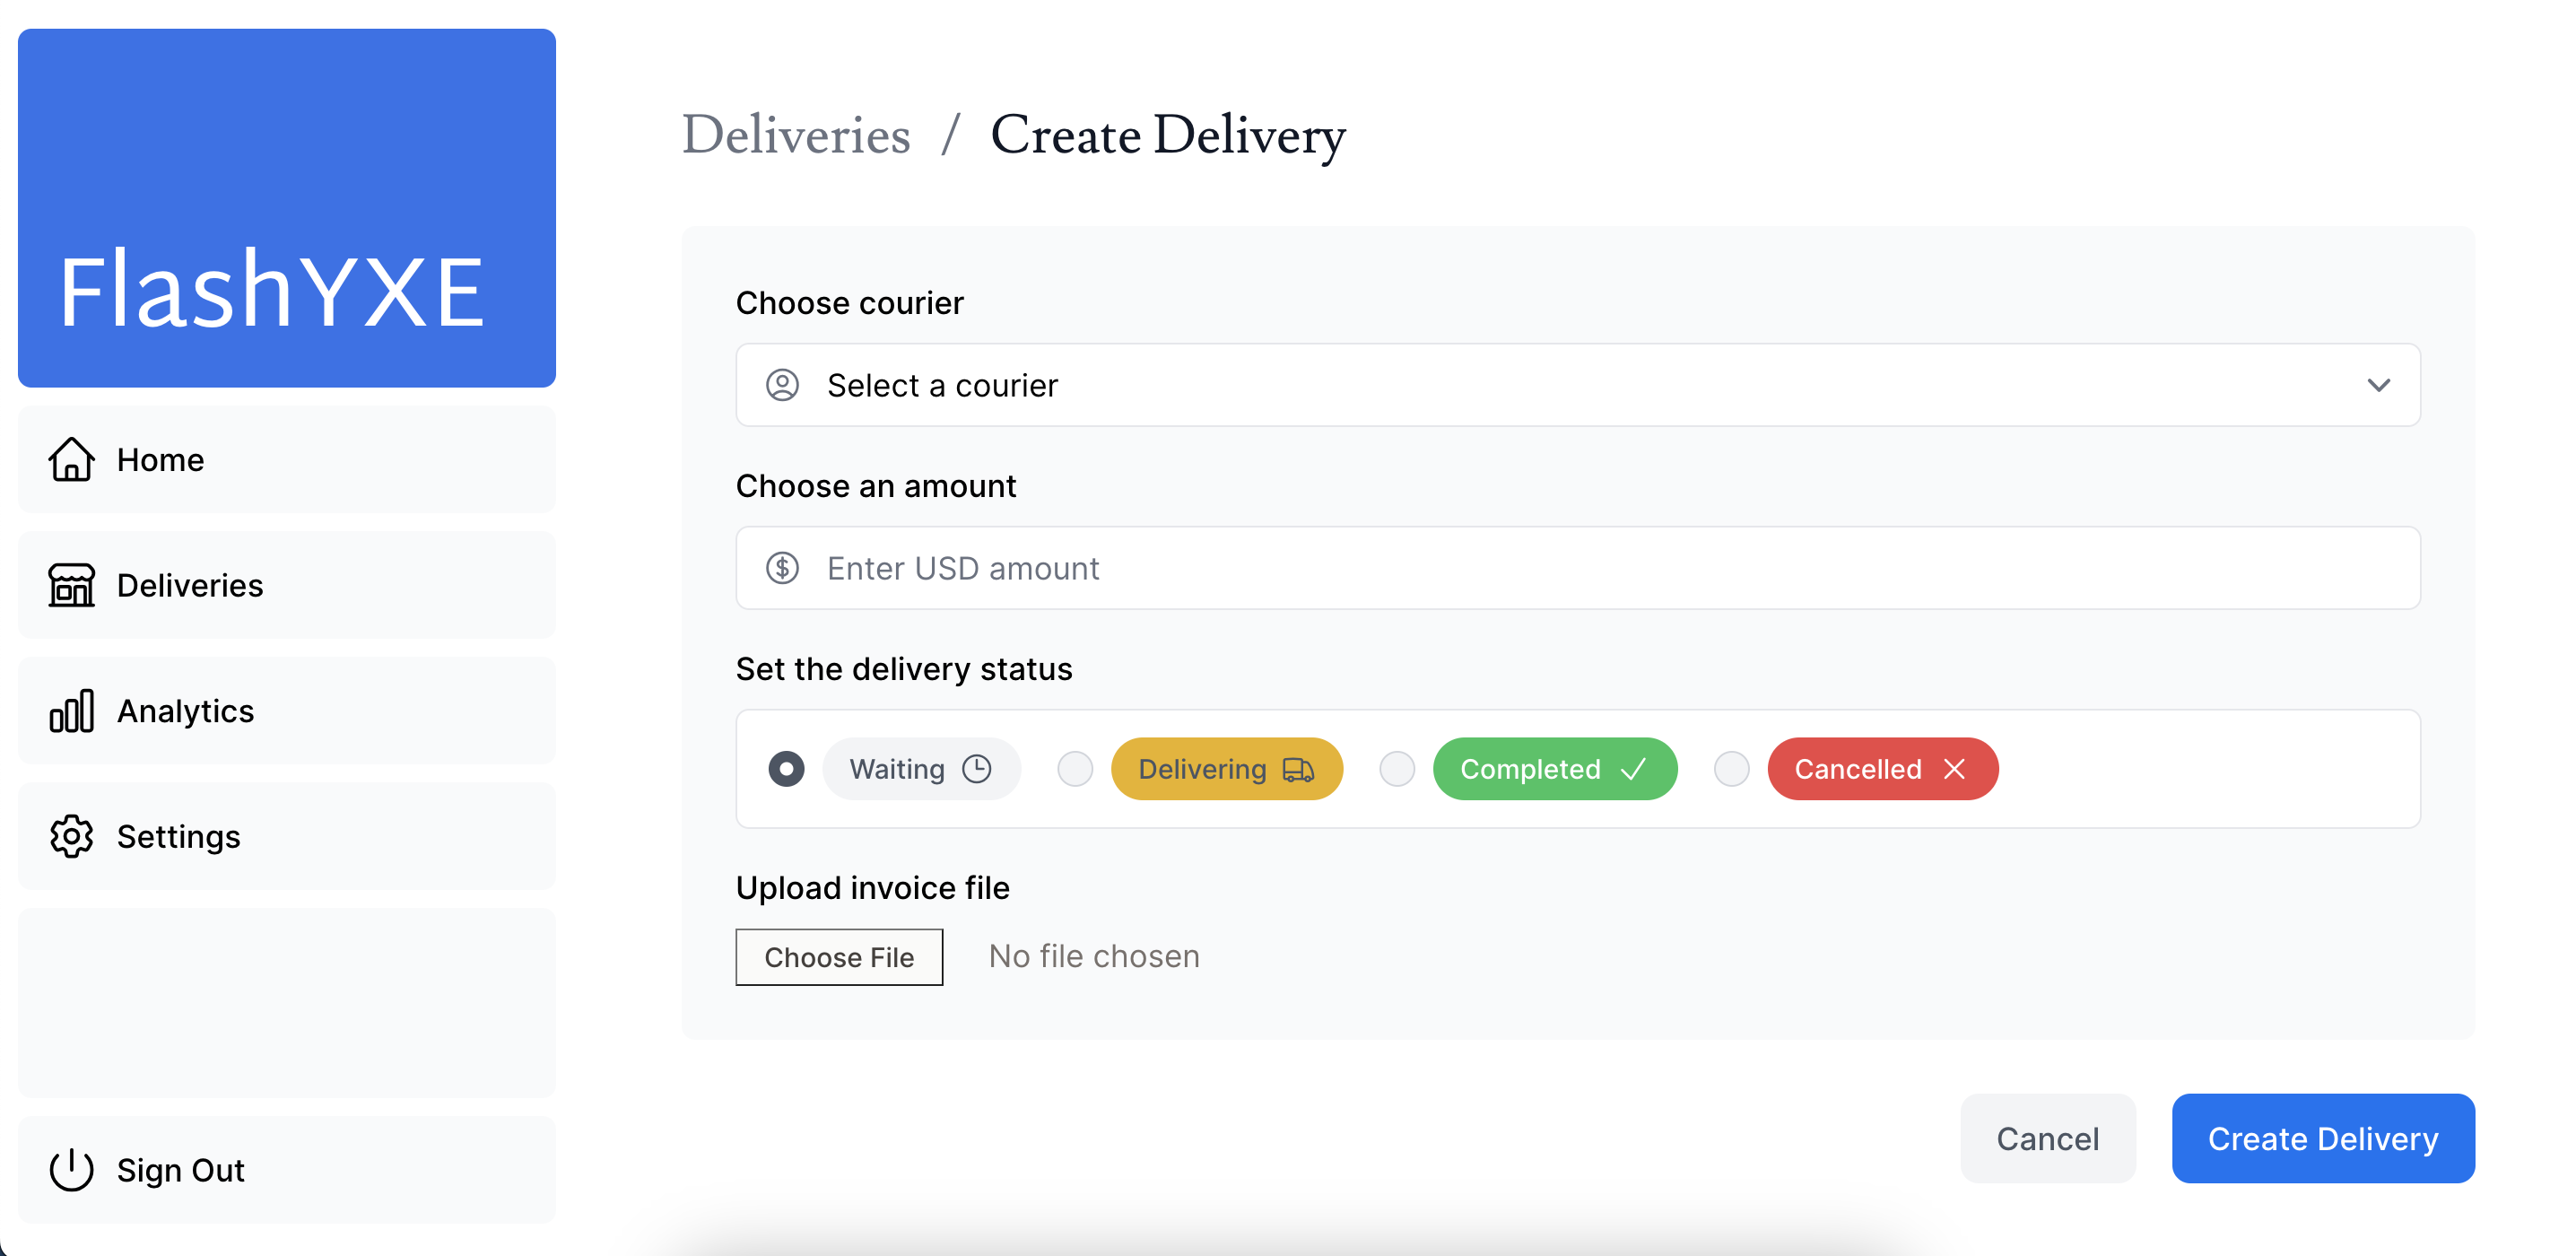 FlashYXE
Home
Deliveries
Analytics
Settings
Sign Out
Deliveries / Create Delivery
Choose courier
Select a courier
Choose an amount
Enter USD amount
Set the delivery status
Waiting Delivering Completed Cancelled
Upload invoice file
Choose File No file chosen
Cancel Create Delivery